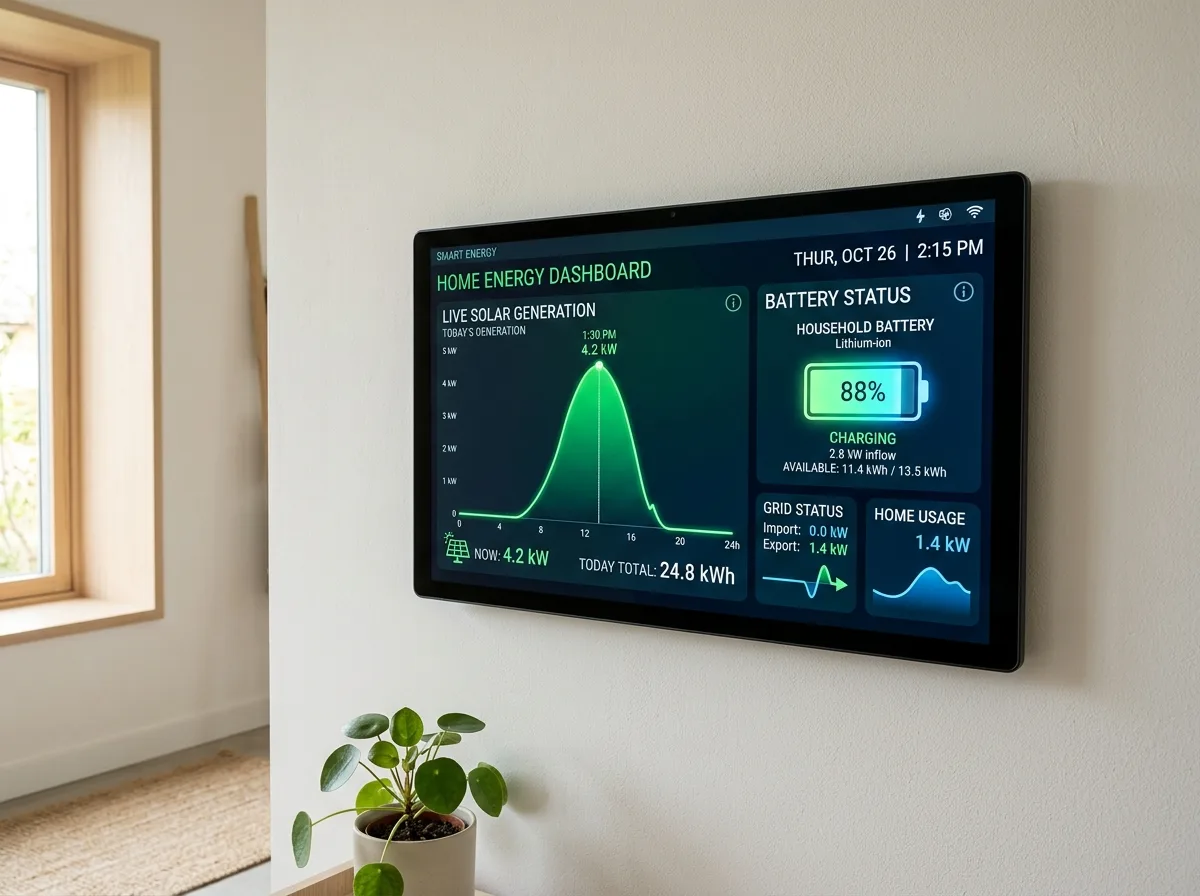 SMART ENERGY
HOME ENERGY DASHBOARD
THUR, OCT 26 | 2:15 PM
LIVE SOLAR GENERATION
TODAY'S GENERATION
1:30 PM
4.2 kW
5 kW
4 kW
3 kW
2 kW
1 kW
0
0 4 8 12 16 20 24h
NOW: 4.2 kW
TODAY TOTAL: 24.8 kWh
BATTERY STATUS
HOUSEHOLD BATTERY
Lithium-ion
88%
CHARGING
2.8 kW inflow
AVAILABLE: 11.4 kWh / 13.5 kWh
GRID STATUS
Import: 0.0 kW
Export: 1.4 kW
HOME USAGE
1.4 kW